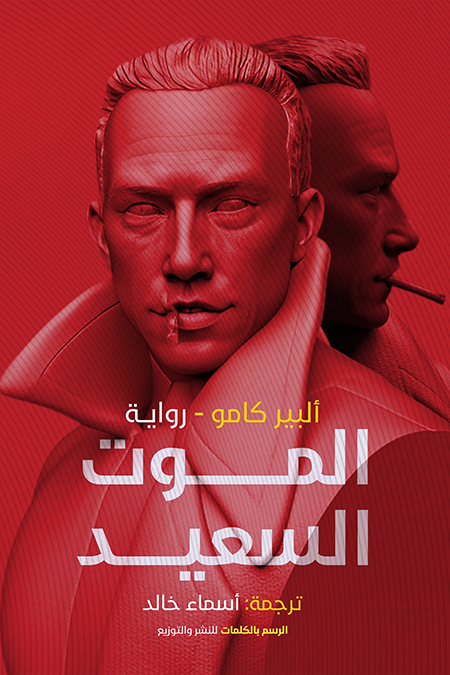 ألبير كامو - رواية
الموت
السعيد
ترجمة: أسماء خالد
الرسم بالكلمات للنشر والتوزيع